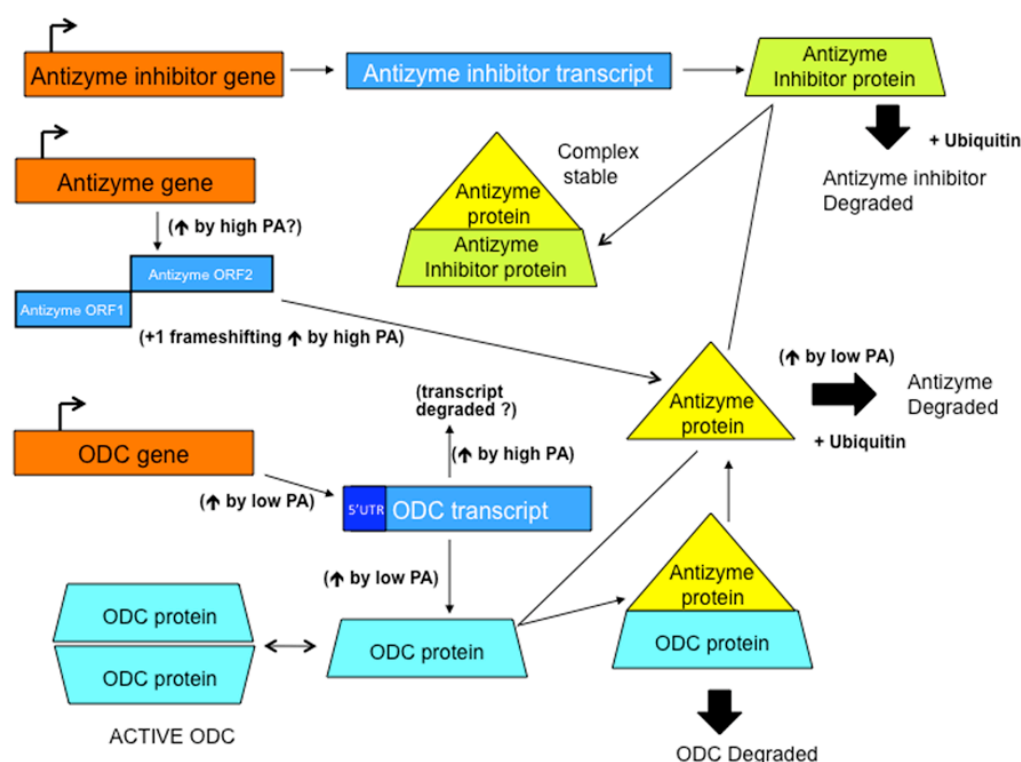 Antizyme inhibitor gene
Antizyme inhibitor transcript
Antizyme
Inhibitor protein
+ Ubiquitin
Antizyme inhibitor
Degraded
Antizyme gene
(↑ by high PA?)
Antizyme ORF2
Antizyme ORF1
(+1 frameshifting ↑ by high PA)
Complex
stable
Antizyme
protein
Antizyme
Inhibitor protein
Antizyme
protein
(↑ by low PA)
+ Ubiquitin
Antizyme
Degraded
ODC gene
(↑ by low PA)
(transcript
degraded ?)
(↑ by high PA)
5'UTR
ODC transcript
(↑ by low PA)
ODC protein
ODC protein
ACTIVE ODC
ODC protein
Antizyme
protein
ODC protein
ODC Degraded